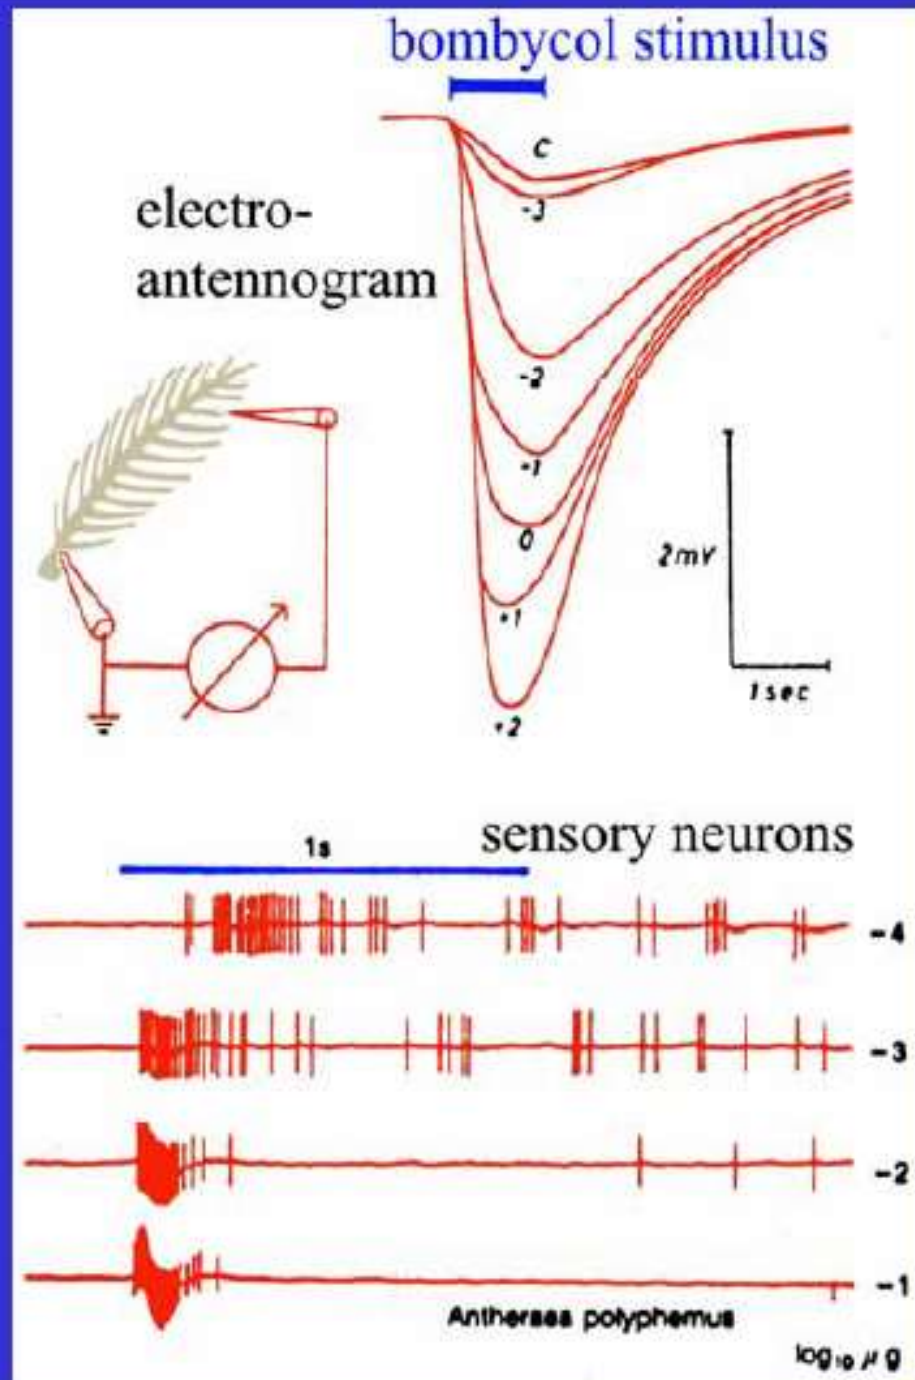 bombycol stimulus
C
-3
electro-
antennogram
-2
-1
0
2mV
+1
1sec
+2
sensory neurons
1s
-4
-3
-2
-1
Antheraea polyphemus
log₁₀ μg